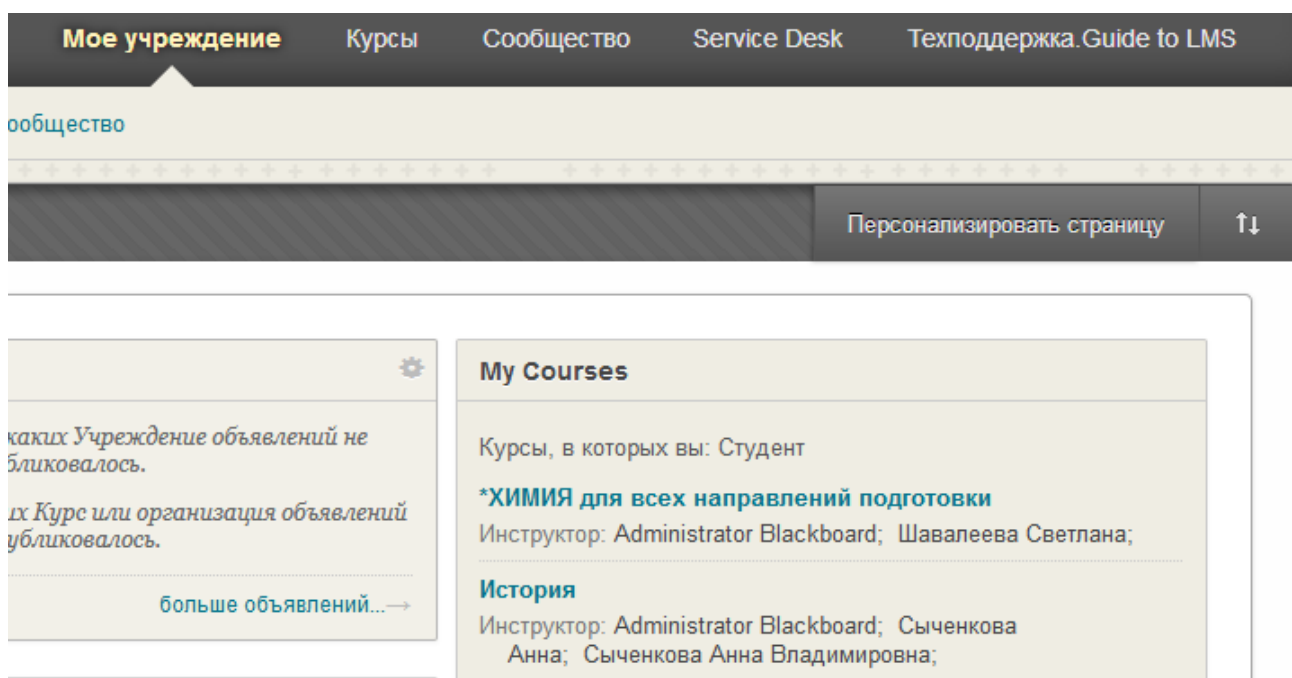 Мое учреждение Курсы Сообщество Service Desk Техподдержка.Guide to LMS
ообщество
Персонализировать страницу
каких Учреждение объявлений не
бликовалось.
их Курс или организация объявлений
убликовалось.
больше объявлений...→
My Courses
Курсы, в которых вы: Студент
*ХИМИЯ для всех направлений подготовки
Инструктор: Administrator Blackboard; Шавалеева Светлана;
История
Инструктор: Administrator Blackboard; Сыченкова
Анна; Сыченкова Анна Владимировна;